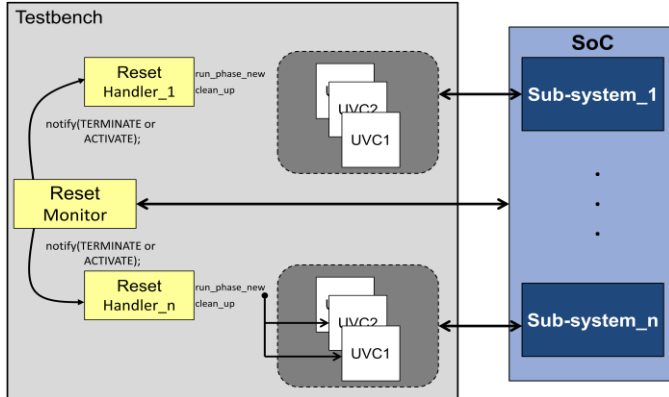 Testbench
SoC
Reset
Handler_1
run_phase_new
clean_up
UVC2
UVC1
Sub-system_1
notify(TERMINATE or
ACTIVATE);
Reset
Monitor
notify(TERMINATE or
ACTIVATE);
Reset
Handler_n
run_phase_new
clean_up
UVC2
UVC1
Sub-system_n